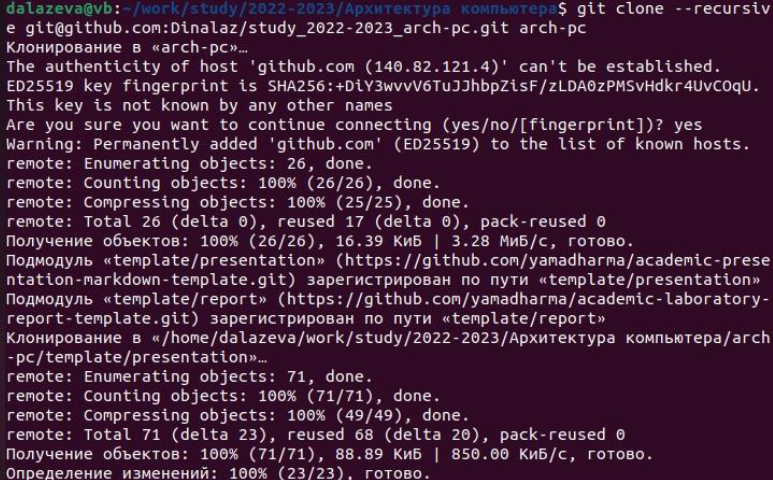 dalazeva@vb:~/work/study/2022-2023/Архитектура компьютера$ git clone --recursiv
e git@github.com:Dinalaz/study_2022-2023_arch-pc.git arch-pc
Клонирование в «arch-pc»…
The authenticity of host 'github.com (140.82.121.4)' can't be established.
ED25519 key fingerprint is SHA256:+DiY3wvvV6TuJJhbpZisF/zLDA0zPMSvHdkr4UvCOqU.
This key is not known by any other names
Are you sure you want to continue connecting (yes/no/[fingerprint])? yes
Warning: Permanently added 'github.com' (ED25519) to the list of known hosts.
remote: Enumerating objects: 26, done.
remote: Counting objects: 100% (26/26), done.
remote: Compressing objects: 100% (25/25), done.
remote: Total 26 (delta 0), reused 17 (delta 0), pack-reused 0
Получение объектов: 100% (26/26), 16.39 КиБ | 3.28 МиБ/с, готово.
Подмодуль «template/presentation» (https://github.com/yamadharma/academic-prese
ntation-markdown-template.git) зарегистрирован по пути «template/presentation»
Подмодуль «template/report» (https://github.com/yamadharma/academic-laboratory-
report-template.git) зарегистрирован по пути «template/report»
Клонирование в «/home/dalazeva/work/study/2022-2023/Архитектура компьютера/arch
-pc/template/presentation»…
remote: Enumerating objects: 71, done.
remote: Counting objects: 100% (71/71), done.
remote: Compressing objects: 100% (49/49), done.
remote: Total 71 (delta 23), reused 68 (delta 20), pack-reused 0
Получение объектов: 100% (71/71), 88.89 КиБ | 850.00 КиБ/с, готово.
Определение изменений: 100% (23/23), готово.